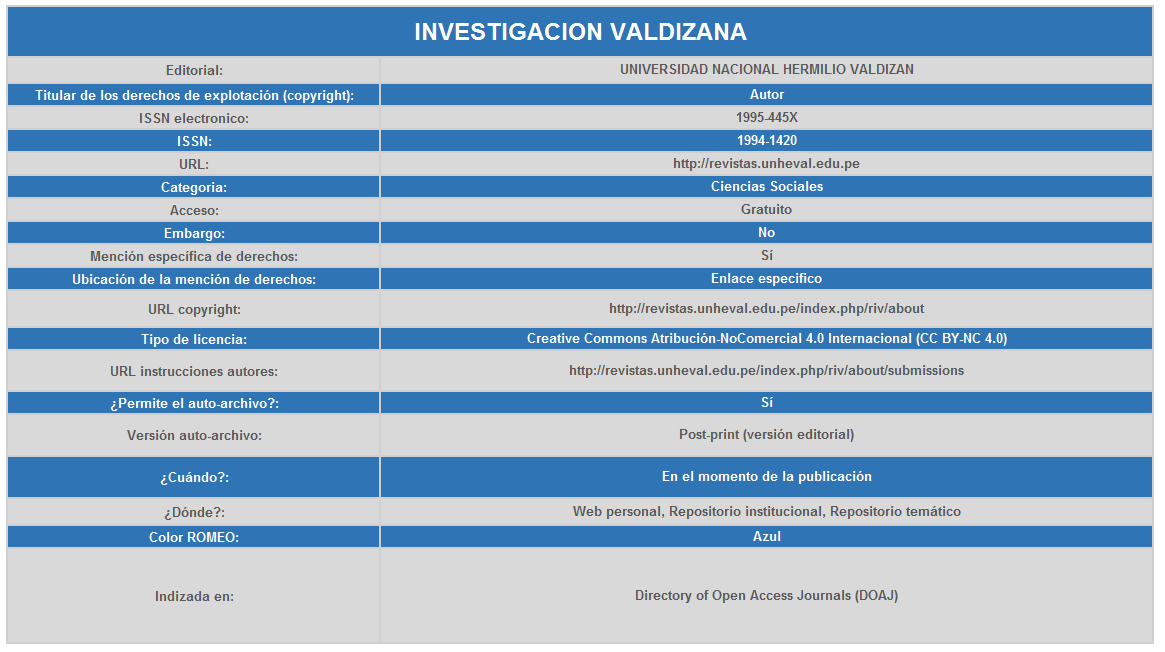 INVESTIGACION VALDIZANA
Editorial: UNIVERSIDAD NACIONAL HERMILIO VALDIZAN
Titular de los derechos de explotación (copyright): Autor
ISSN electronico: 1995-445X
ISSN: 1994-1420
URL: http://revistas.unheval.edu.pe
Categoria: Ciencias Sociales
Acceso: Gratuito
Embargo: No
Mención específica de derechos: Sí
Ubicación de la mención de derechos: Enlace especifico
URL copyright: http://revistas.unheval.edu.pe/index.php/riv/about
Tipo de licencia: Creative Commons Atribución-NoComercial 4.0 Internacional (CC BY-NC 4.0)
URL instrucciones autores: http://revistas.unheval.edu.pe/index.php/riv/about/submissions
¿Permite el auto-archivo?: Sí
Versión auto-archivo: Post-print (versión editorial)
¿Cuándo?: En el momento de la publicación
¿Dónde?: Web personal, Repositorio institucional, Repositorio temático
Color ROMEO: Azul
Indizada en: Directory of Open Access Journals (DOAJ)